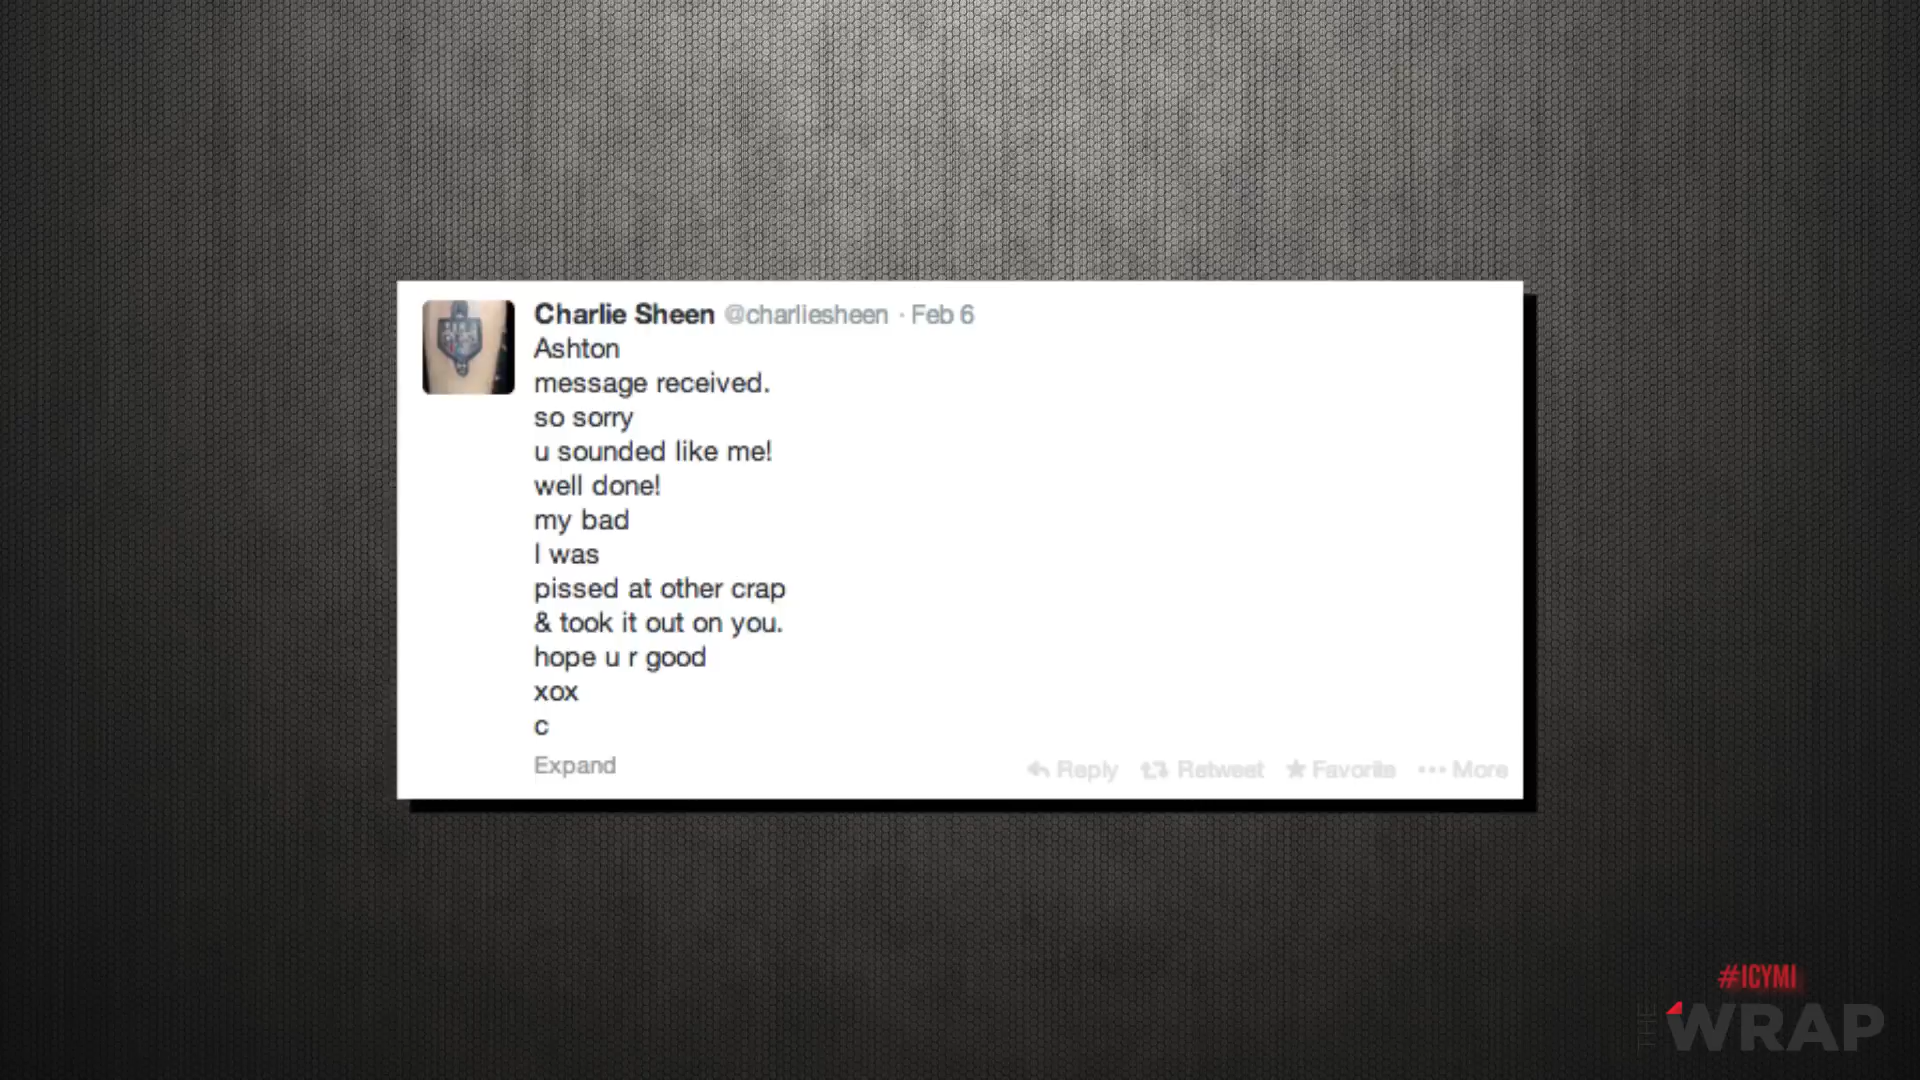 Charlie Sheen @charliesheen · Feb 6
Ashton
message received.
so sorry
u sounded like me!
well done!
my bad
I was
pissed at other crap
& took it out on you.
hope u r good
xox
c
Expand
Reply Retweet Favorite ••• More
#ICYMI
THE WRAP